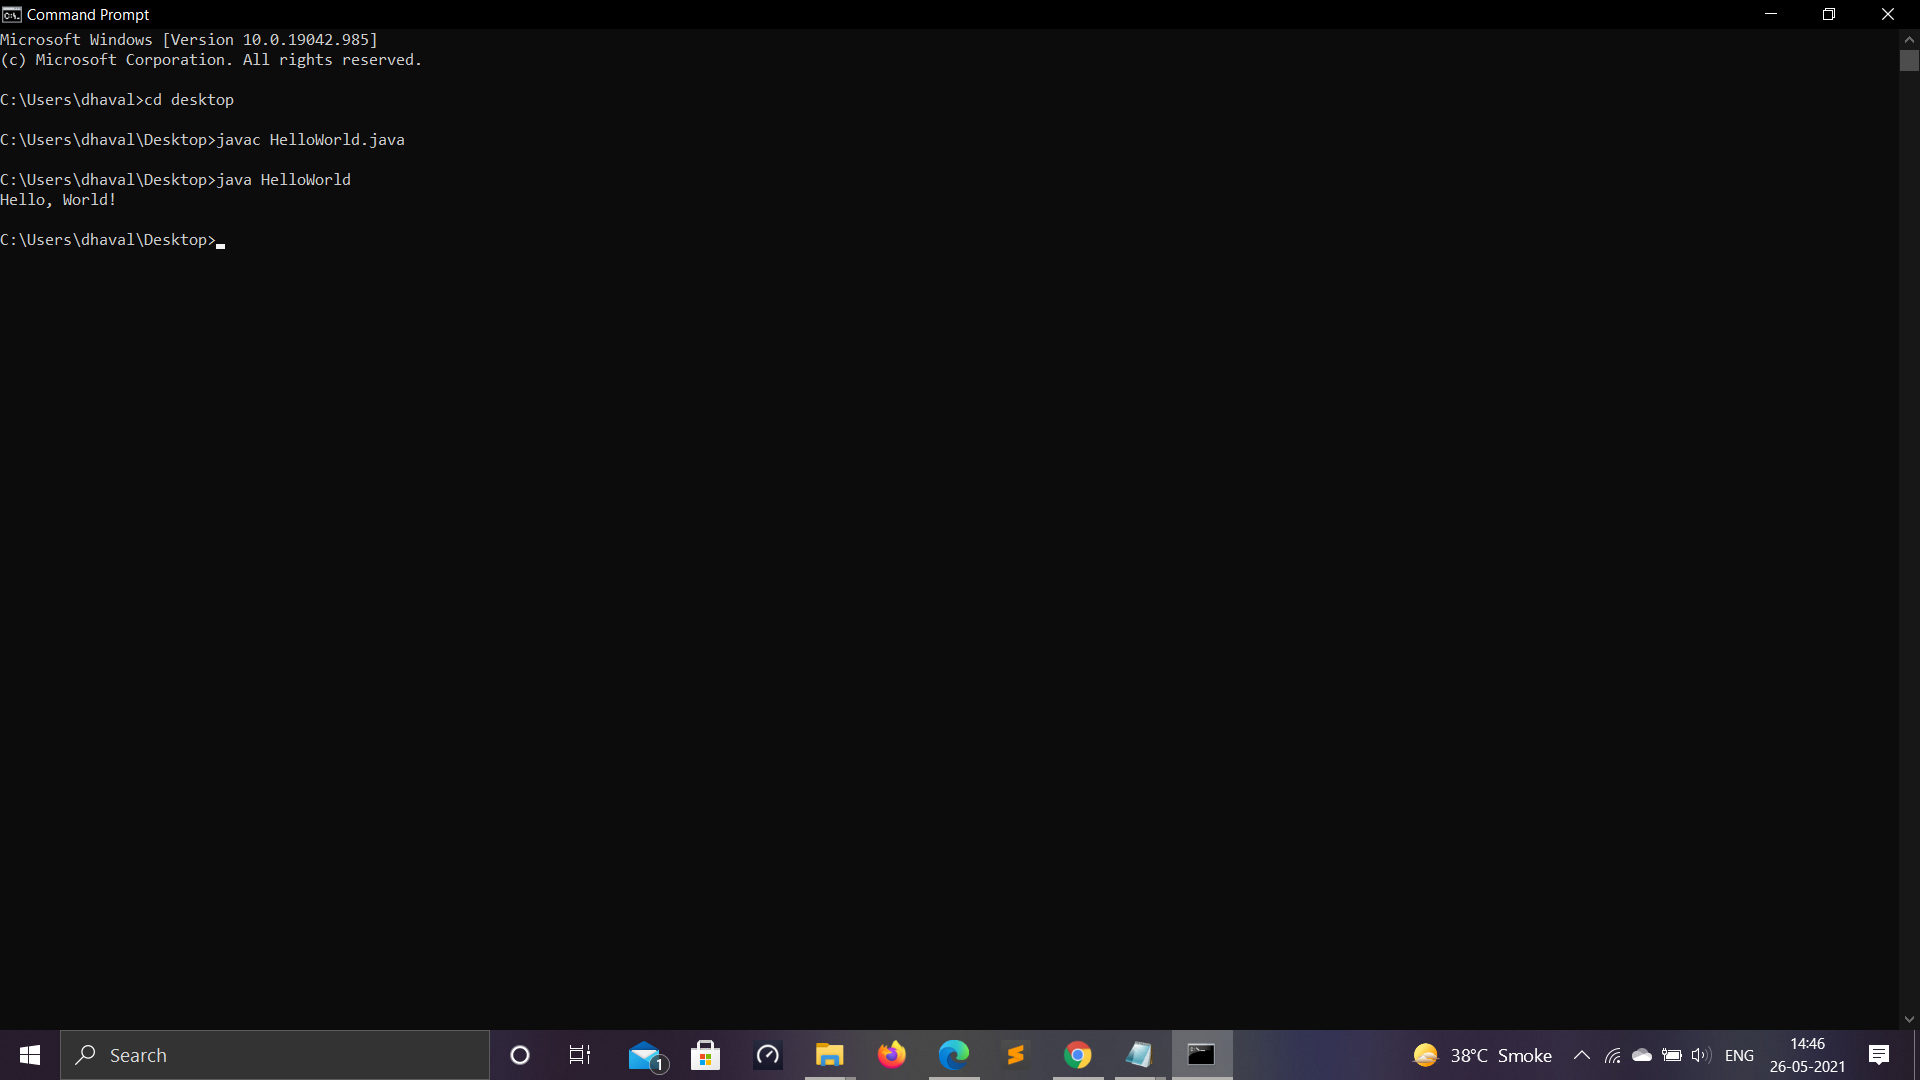 Command Prompt
Microsoft Windows [Version 10.0.19042.985]
(c) Microsoft Corporation. All rights reserved.
C:\Users\dhaval>cd desktop
C:\Users\dhaval\Desktop>javac HelloWorld.java
C:\Users\dhaval\Desktop>java HelloWorld
Hello, World!
C:\Users\dhaval\Desktop>
Search
1
38°C Smoke
ENG
14:46
26-05-2021